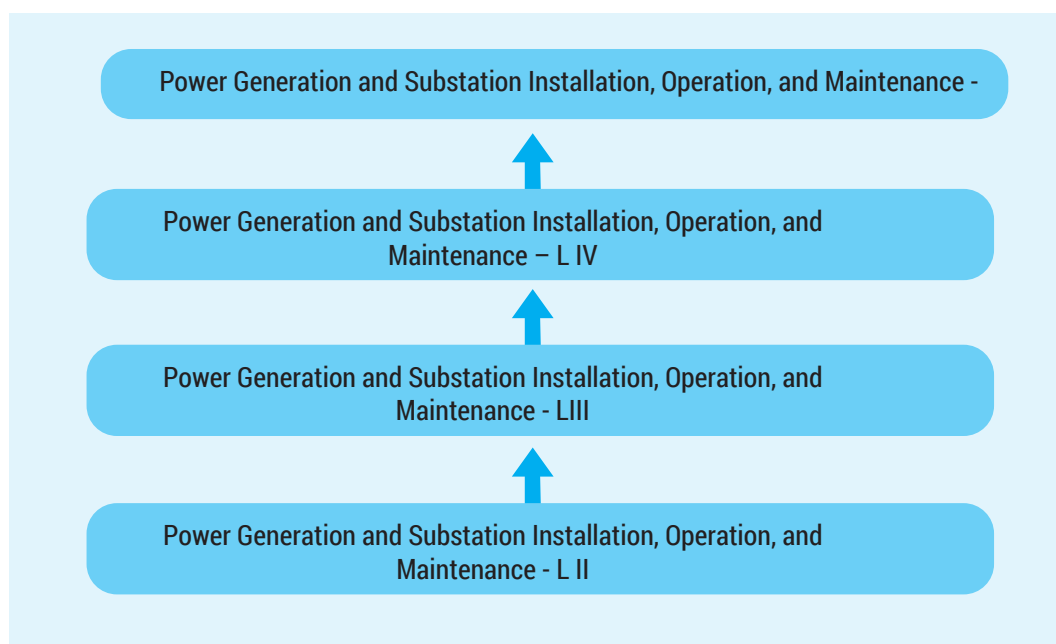 Power Generation and Substation Installation, Operation, and Maintenance -
Power Generation and Substation Installation, Operation, and
Maintenance – L IV
Power Generation and Substation Installation, Operation, and
Maintenance - LIII
Power Generation and Substation Installation, Operation, and
Maintenance - L II